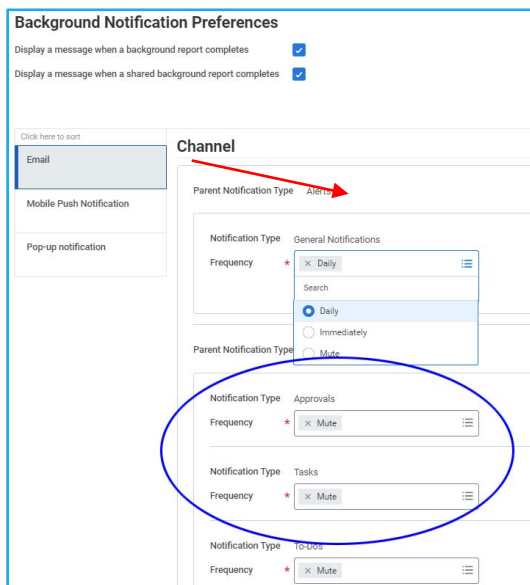 Background Notification Preferences
Display a message when a background report completes
Display a message when a shared background report completes
Click here to sort
Email
Mobile Push Notification
Pop-up notification
Channel
Parent Notification Type Alerts
Notification Type General Notifications
Frequency * × Daily
Search
Daily
Immediately
Mute
Parent Notification Type
Notification Type Approvals
Frequency * × Mute
Notification Type Tasks
Frequency * × Mute
Notification Type To-Dos
Frequency * × Mute